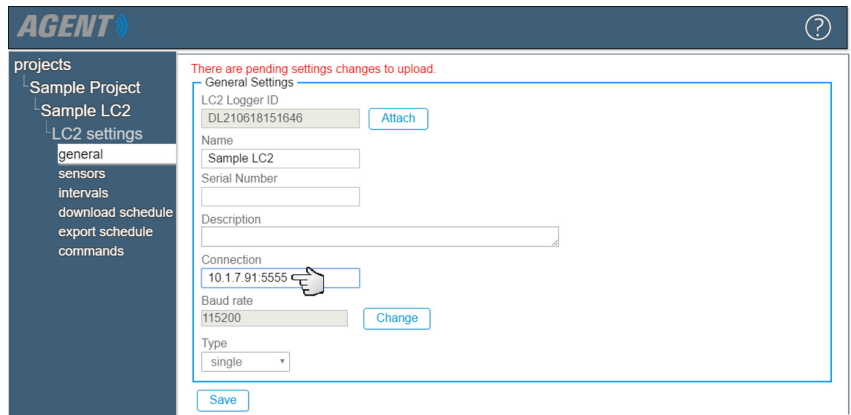 AGENT
?
projects
Sample Project
Sample LC2
LC2 settings
general
sensors
intervals
download schedule
export schedule
commands
There are pending settings changes to upload.
General Settings
LC2 Logger ID
DL210618151646 Attach
Name
Sample LC2
Serial Number
Description
Connection
10.1.7.91:5555
Baud rate
115200 Change
Type
single
Save